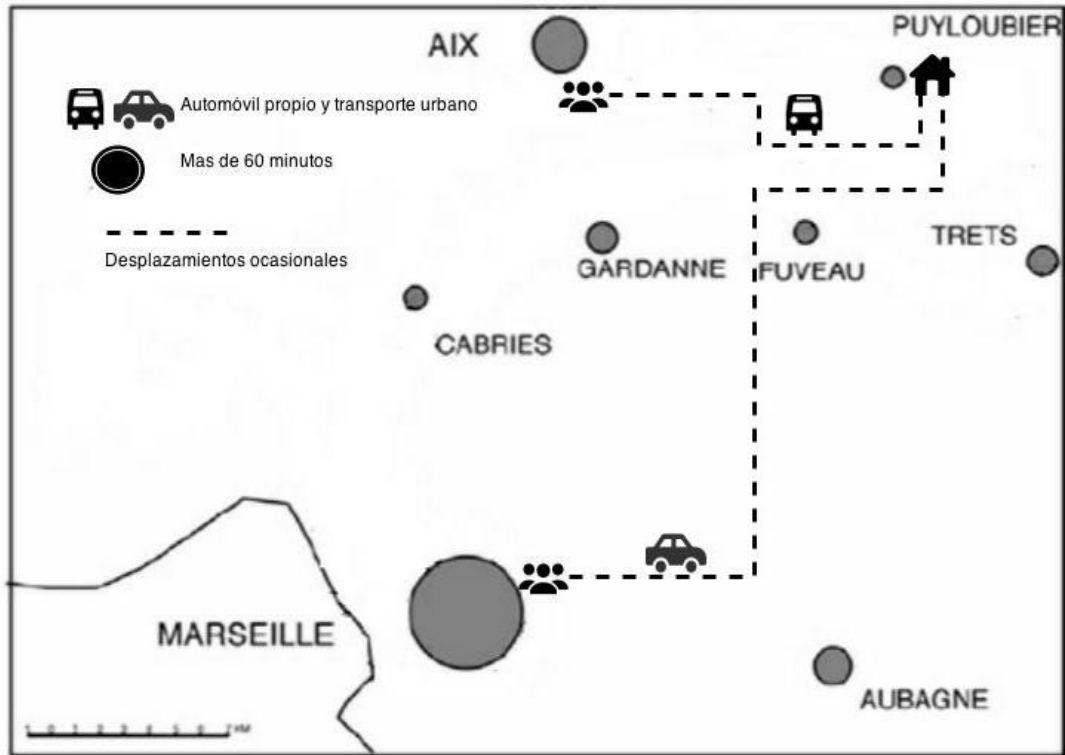 PUYLOUBIER
AIX
Automóvil propio y transporte urbano
Mas de 60 minutos
TRETS
Desplazamientos ocasionales
GARDANNE
FUVEAU
CABRIES
MARSEILLE
AUBAGNE